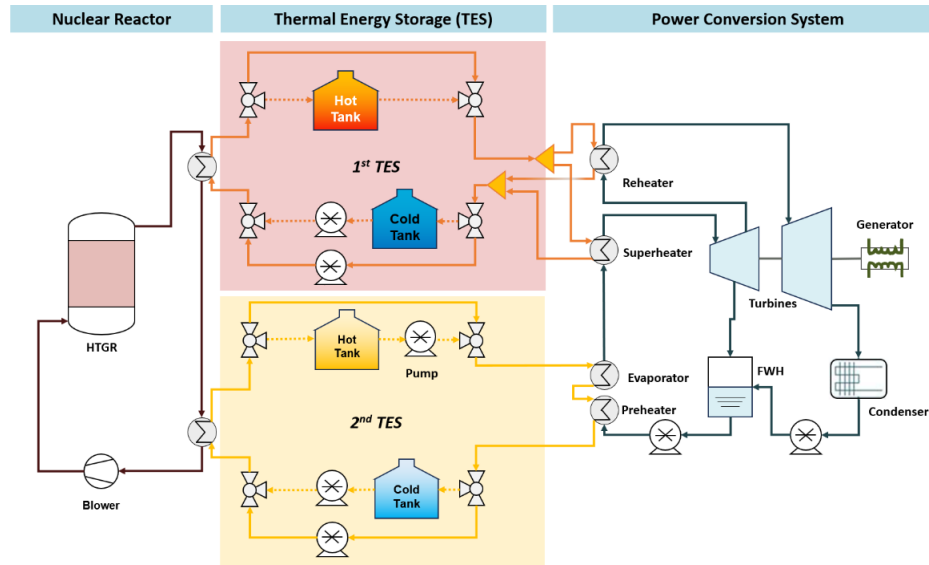 Nuclear Reactor
Thermal Energy Storage (TES)
Power Conversion System
Hot
Tank
1st TES
Cold
Tank
Reheater
Superheater
Generator
Turbines
HTGR
Hot
Tank
Pump
2nd TES
Cold
Tank
Evaporator
Preheater
FWH
Condenser
Blower